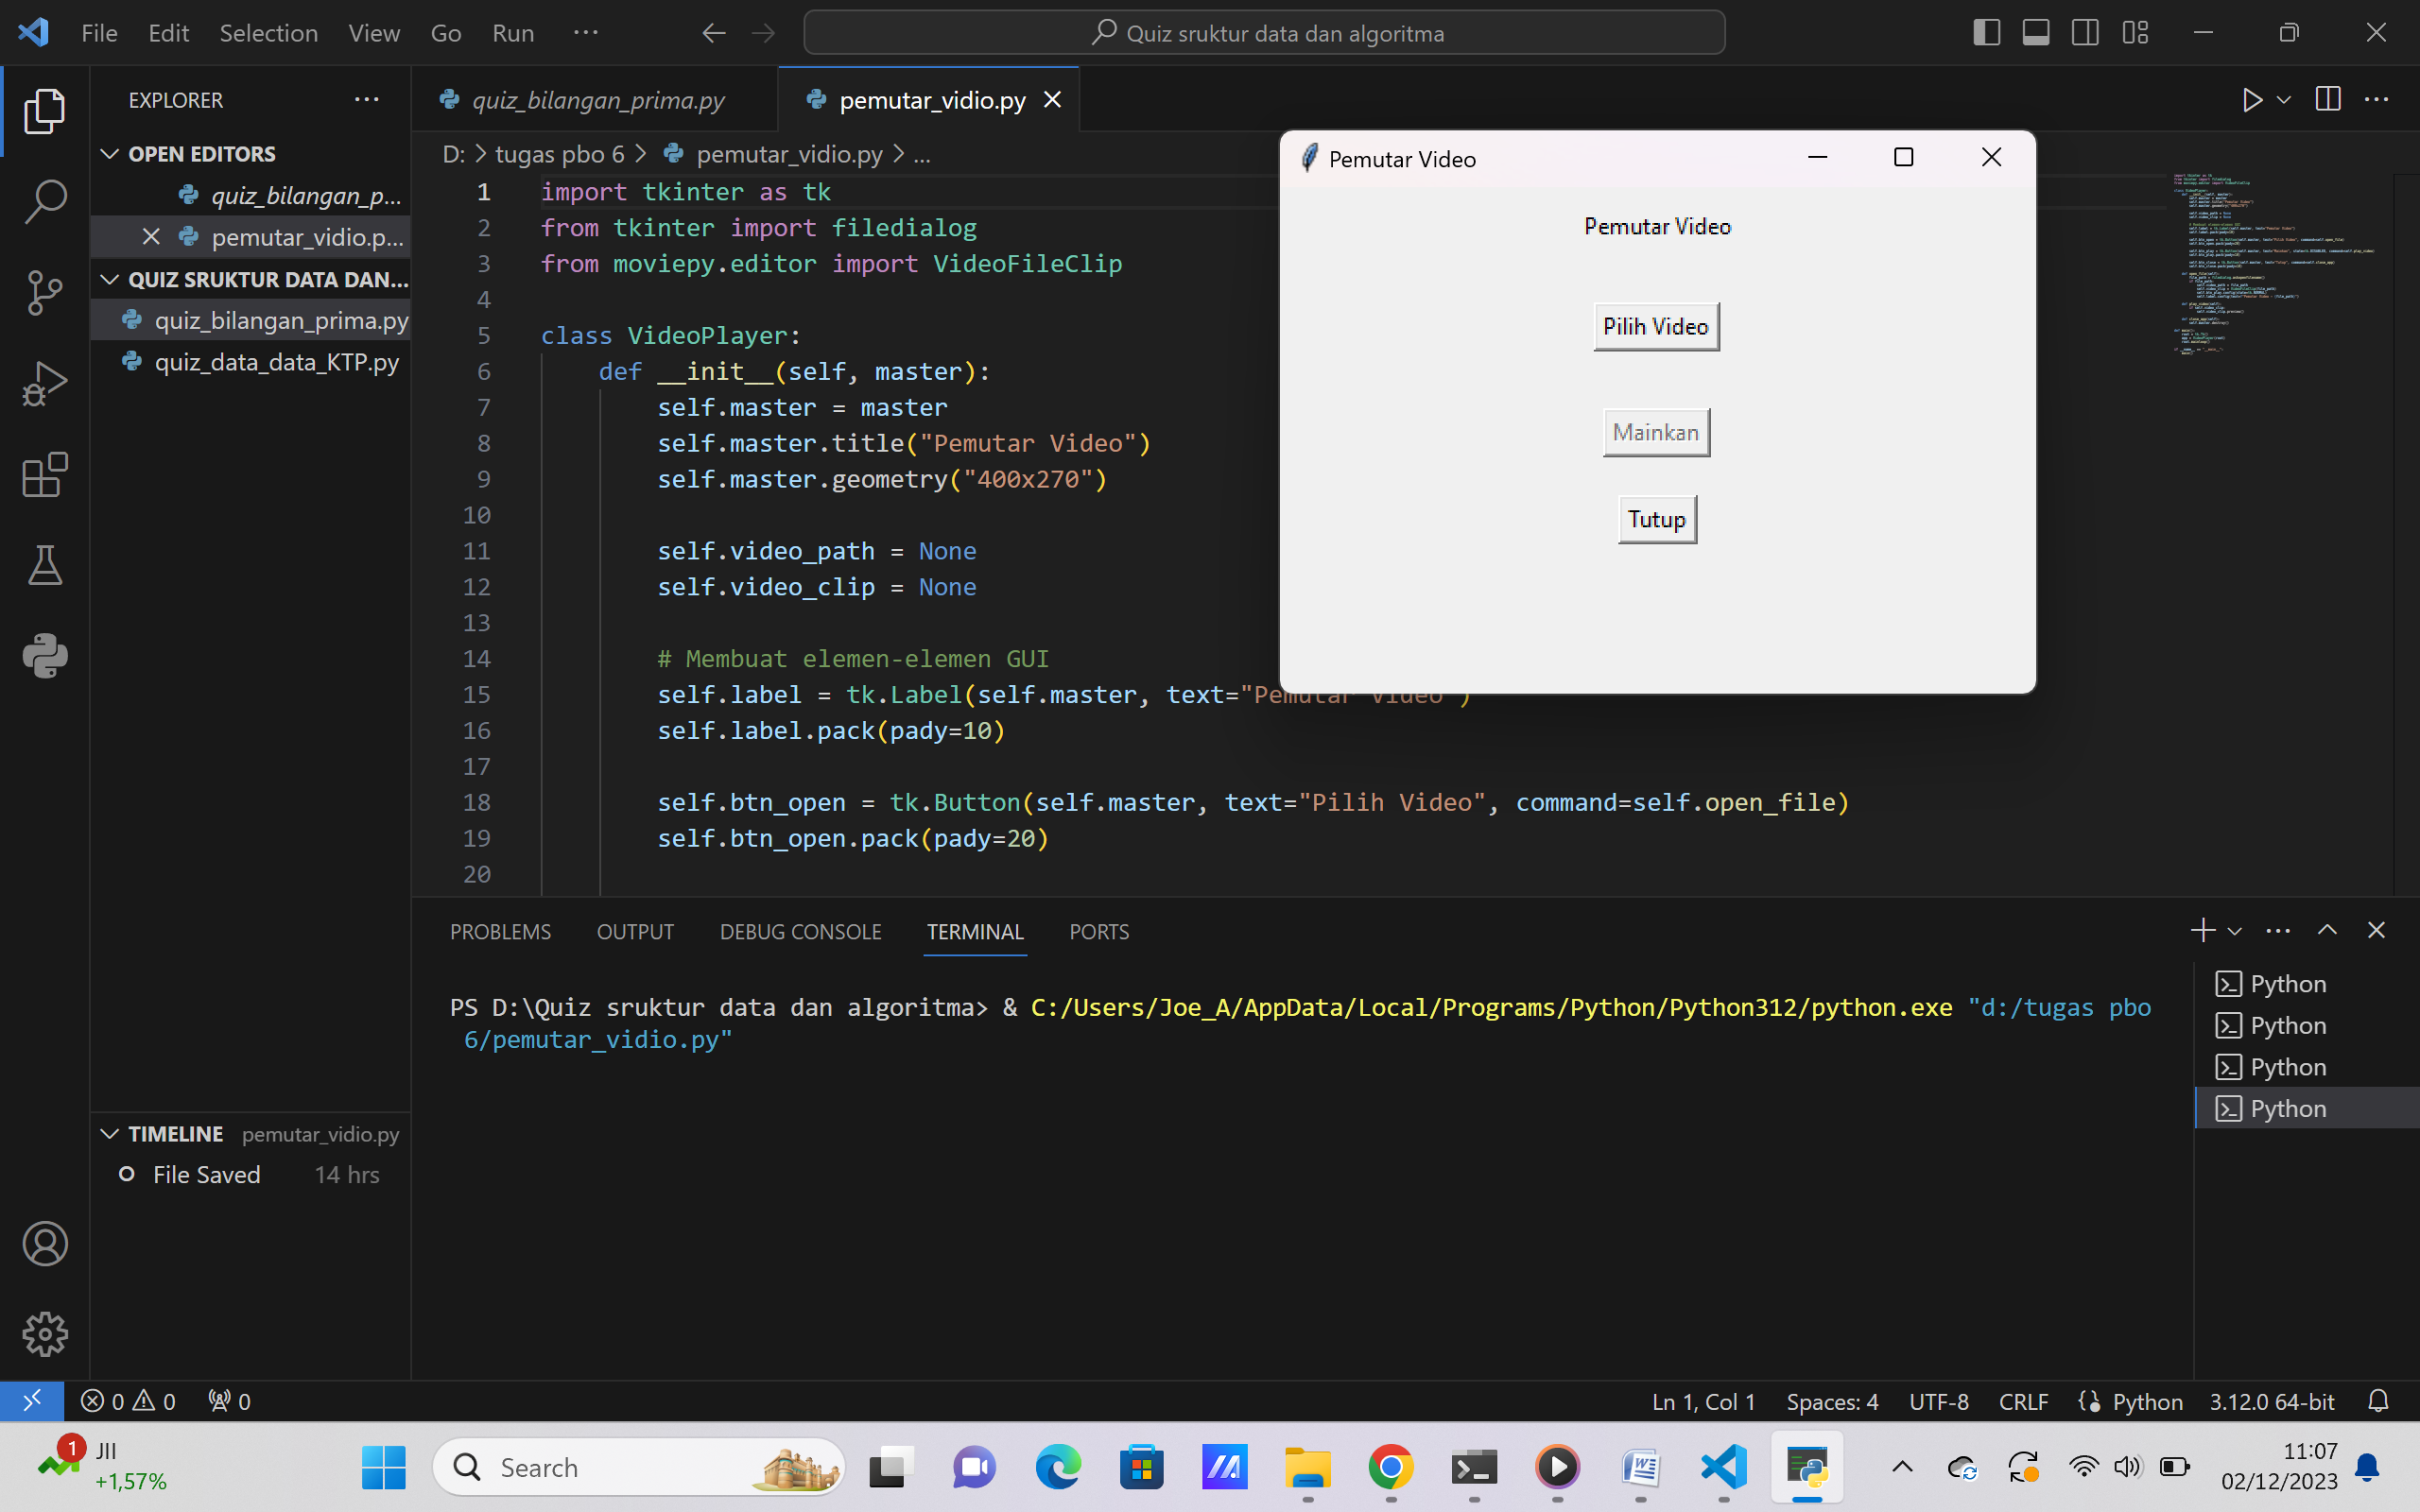 File Edit Selection View Go Run ··· Quiz sruktur data dan algoritma
EXPLORER
OPEN EDITORS
quiz_bilangan_p...
pemutar_vidio.p...
QUIZ SRUKTUR DATA DAN...
quiz_bilangan_prima.py
quiz_data_data_KTP.py
TIMELINE pemutar_vidio.py
File Saved 14 hrs
quiz_bilangan_prima.py pemutar_vidio.py
D: > tugas pbo 6 > pemutar_vidio.py > ...
1 import tkinter as tk
2 from tkinter import filedialog
3 from moviepy.editor import VideoFileClip
4
5 class VideoPlayer:
6 def __init__(self, master):
7 self.master = master
8 self.master.title("Pemutar Video")
9 self.master.geometry("400x270")
10
11 self.video_path = None
12 self.video_clip = None
13
14 # Membuat elemen-elemen GUI
15 self.label = tk.Label(self.master, text="Pemutar Video")
16 self.label.pack(pady=10)
17
18 self.btn_open = tk.Button(self.master, text="Pilih Video", command=self.open_file)
19 self.btn_open.pack(pady=20)
20
Pemutar Video
Pemutar Video
Pilih Video
Mainkan
Tutup
PROBLEMS OUTPUT DEBUG CONSOLE TERMINAL PORTS
PS D:\Quiz sruktur data dan algoritma> & C:/Users/Joe_A/AppData/Local/Programs/Python/Python312/python.exe "d:/tugas pbo
6/pemutar_vidio.py"
Python
Python
Python
Python
0 0 0 Ln 1, Col 1 Spaces: 4 UTF-8 CRLF Python 3.12.0 64-bit
1
JII
+1,57%
Search
11:07
02/12/2023